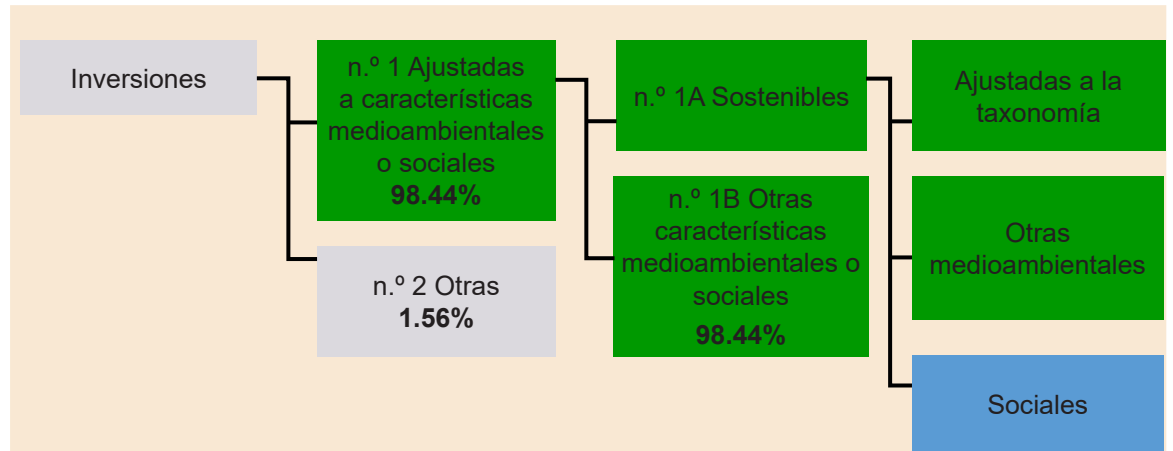 Inversiones
n.º 1 Ajustadas
a características
medioambientales
o sociales
98.44%
n.º 2 Otras
1.56%
n.º 1A Sostenibles
n.º 1B Otras
características
medioambientales o
sociales
98.44%
Ajustadas a la
taxonomía
Otras
medioambientales
Sociales